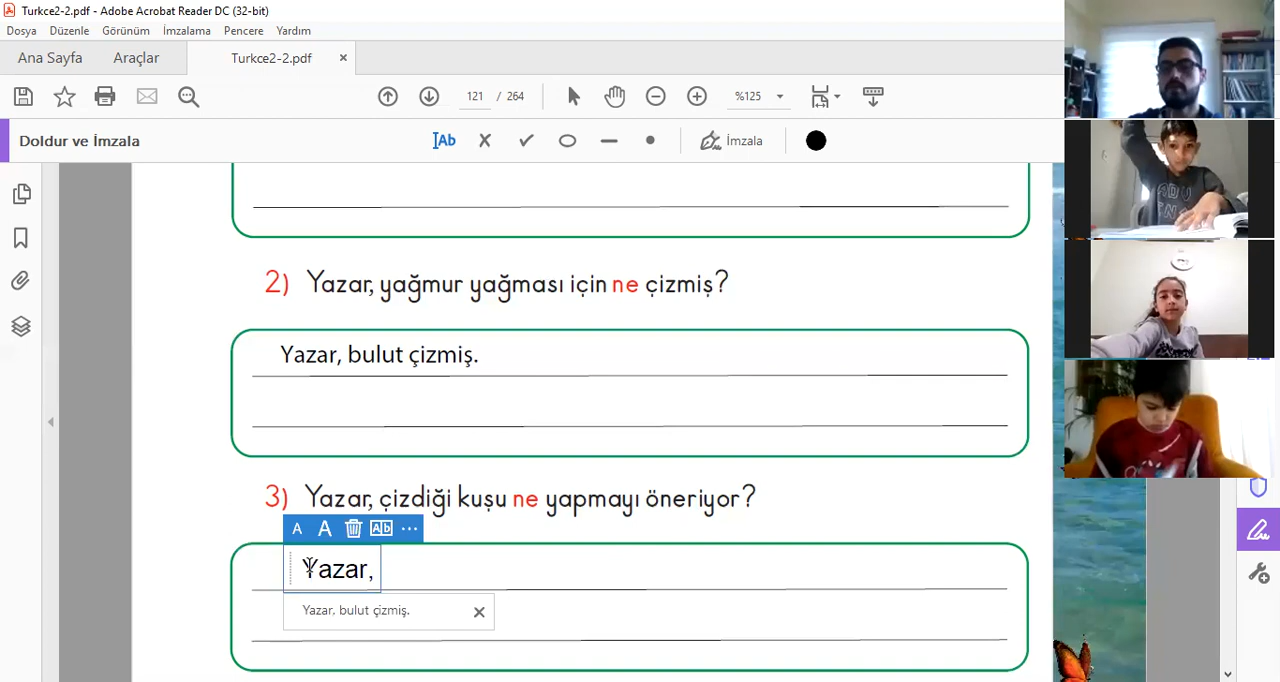 Turkce2-2.pdf - Adobe Acrobat Reader DC (32-bit)
Dosya Düzenle Görünüm İmzalama Pencere Yardım
Ana Sayfa Araçlar Turkce2-2.pdf ×
121 / 264 %125
Doldur ve İmzala
Ab İmzala
2) Yazar, yağmur yağması için ne çizmiş?
Yazar, bulut çizmiş.
3) Yazar, çizdiği kuşu ne yapmayı öneriyor?
A A Ab ...
Yazar,
Yazar, bulut çizmiş.